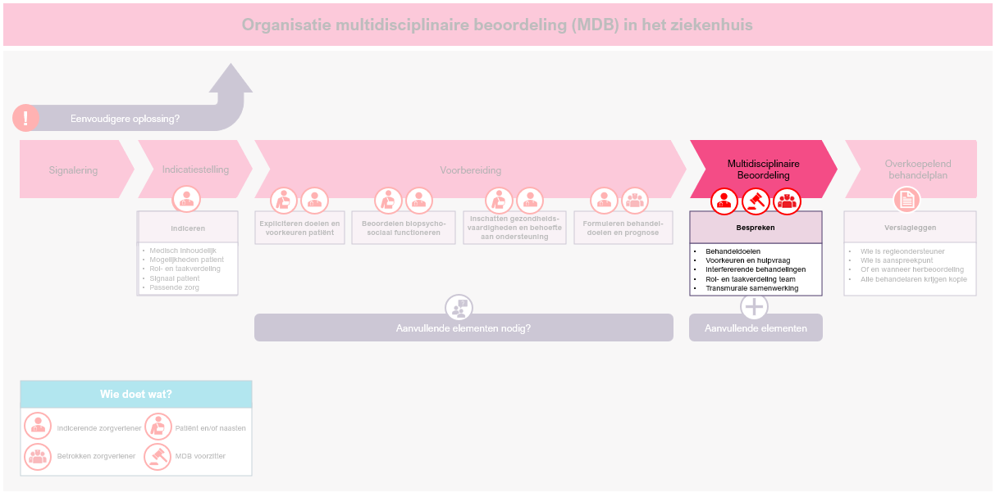 Organisatie multidisciplinaire beoordeling (MDB) in het ziekenhuis
!
Eenvoudigere oplossing?
Signalering
Indicatiestelling
Voorbereiding
Multidisciplinaire
Beoordeling
Overkoepelend
behandelplan
Indiceren
• Medisch inhoudelijk
• Mogelijkheden patient
• Rol- en taakverdeling
• Signaal patient
• Passende zorg
Expliciteren doelen en
voorkeuren patiënt
Beoordelen biopsycho-
sociaal functioneren
Inschatten gezondheids-
vaardigheden en behoefte
aan ondersteuning
Formuleren behandel-
doelen en prognose
Bespreken
• Behandeldoelen
• Voorkeuren en hulpvraag
• Interfererende behandelingen
• Rol- en taakverdeling team
• Transmurale samenwerking
Verslagleggen
• Wie is regieondersteuner
• Wie is aanspreekpunt
• Of en wanneer herbeoordeling
• Alle behandelaren krijgen kopie
?
Aanvullende elementen nodig?
Aanvullende elementen
Wie doet wat?
Indicerende zorgverlener
Patiënt en/of naasten
Betrokken zorgverlener
MDB voorzitter